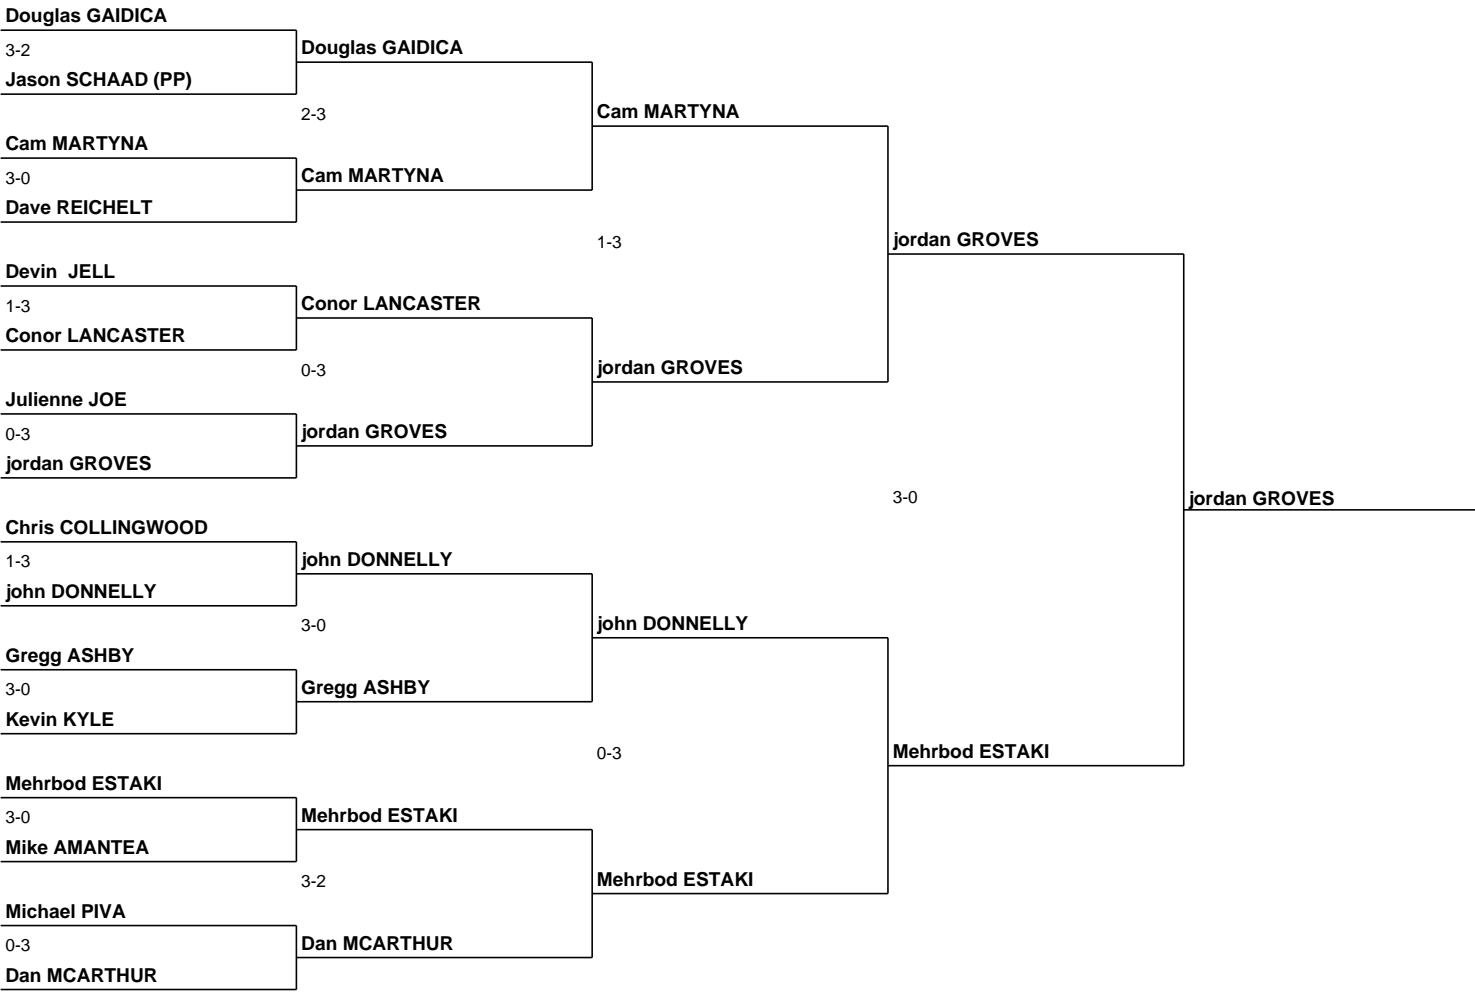 Douglas GAIDICA
3-2
Douglas GAIDICA
Jason SCHAAD (PP)
2-3
Cam MARTYNA
Cam MARTYNA
3-0
Cam MARTYNA
Dave REICHELT
1-3
jordan GROVES
Devin  JELL
1-3
Conor LANCASTER
Conor LANCASTER
0-3
jordan GROVES
Julienne JOE
0-3
jordan GROVES
jordan GROVES
3-0
jordan GROVES
Chris COLLINGWOOD
1-3
john DONNELLY
john DONNELLY
3-0
john DONNELLY
Gregg ASHBY
3-0
Gregg ASHBY
Kevin KYLE
0-3
Mehrbod ESTAKI
Mehrbod ESTAKI
3-0
Mehrbod ESTAKI
Mike AMANTEA
3-2
Mehrbod ESTAKI
Michael PIVA
0-3
Dan MCARTHUR
Dan MCARTHUR